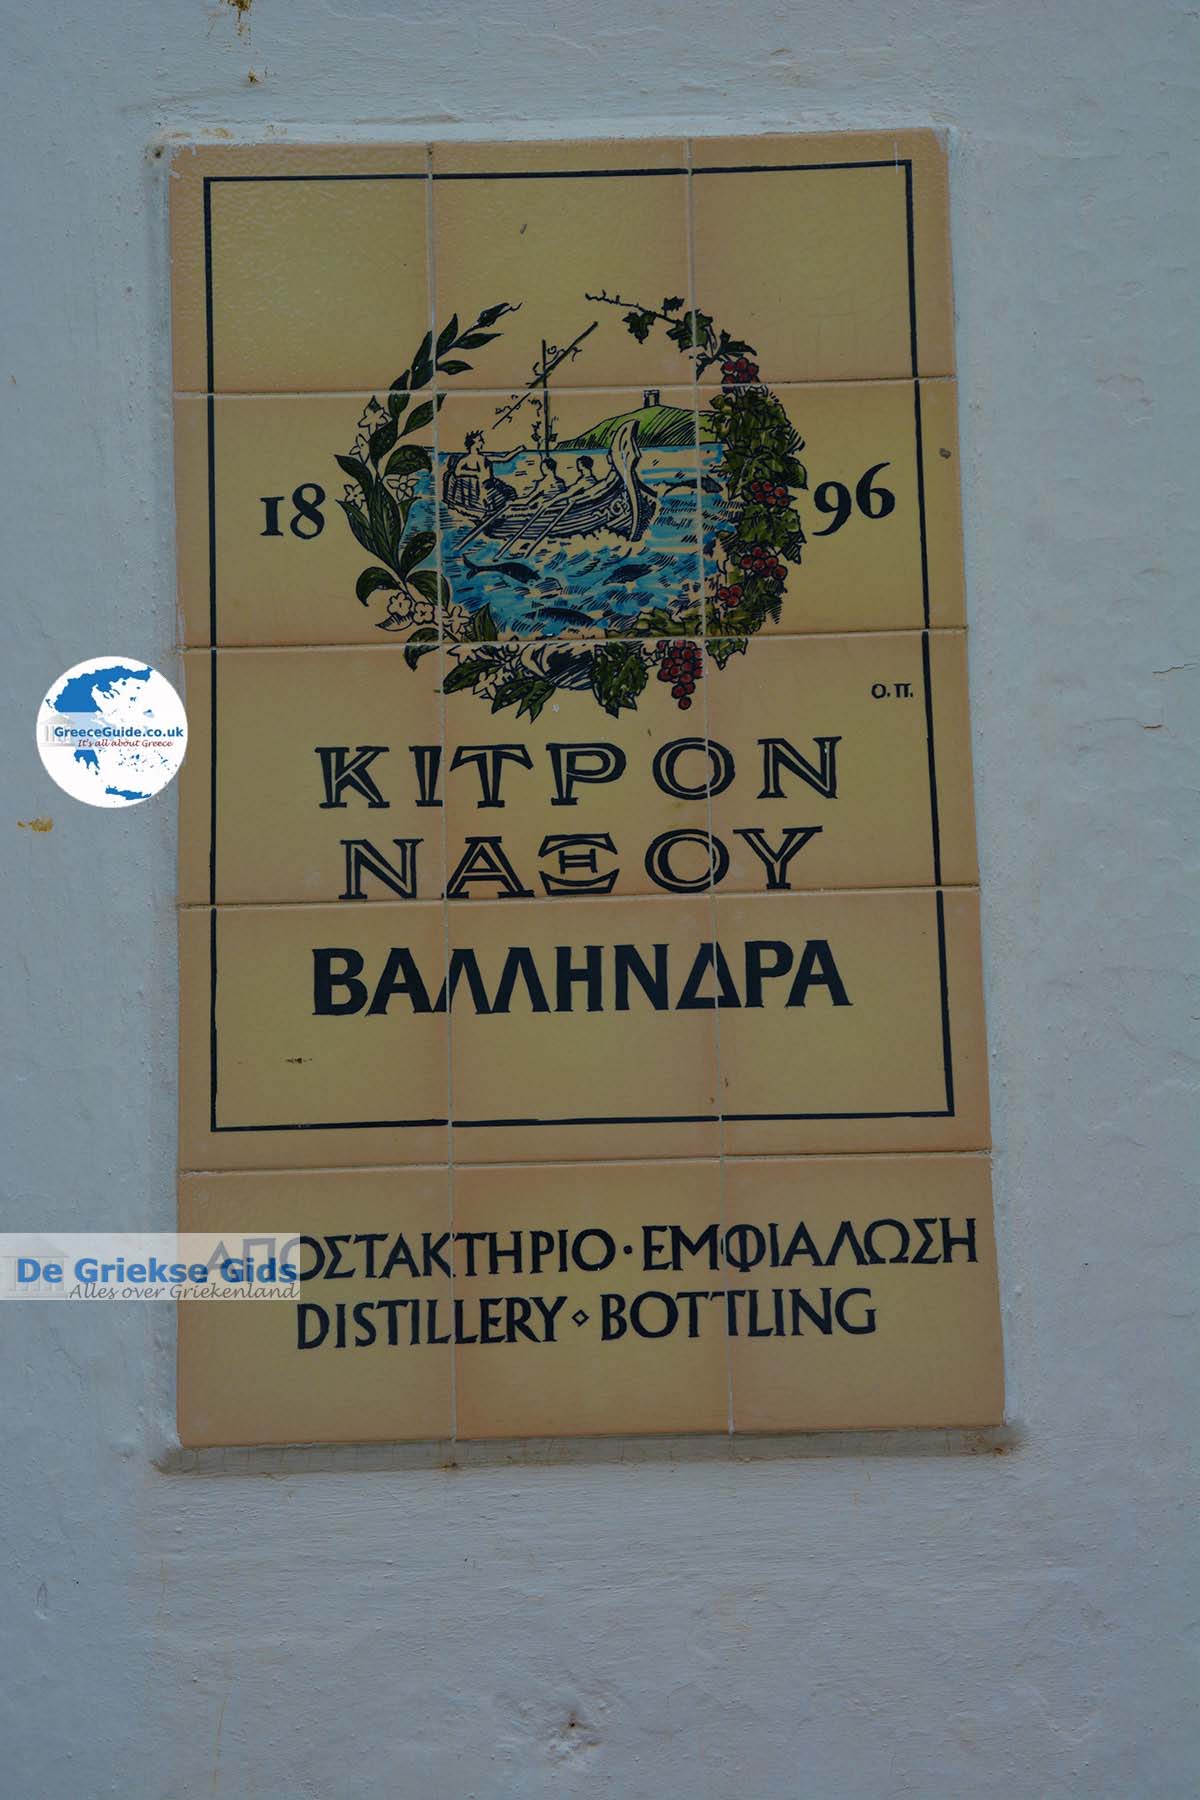 18 96
Ο.Π.
ΚΙΤΡΟΝ
ΝΑΞΟΥ
ΒΑΛΛΗΝΔΡΑ
ΑΠΟΣΤΑΚΤΗΡΙΟ · ΕΜΦΙΑΛΩΣΗ
DISTILLERY ⋄ BOTTLING
GreeceGuide.co.uk
It's all about Greece
De Griekse Gids
Alles over Griekenland